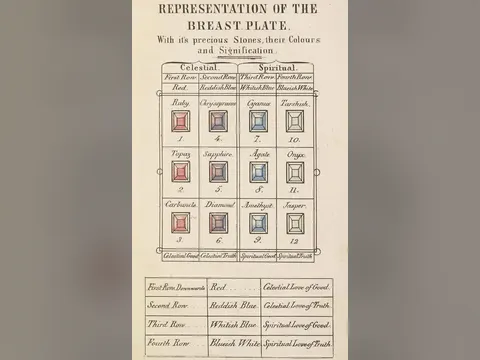 REPRESENTATION OF THE
BREAST PLATE.
With it's precious Stones, their Colours
and Signification.
Celestial. Spiritual.
First Row Second Row Third Row Fourth Row
Red. Reddish Blue Whitish Blue Blueish White
Ruby. Chrysoprasus Cyanus Tarshish.
1. 4. 7. 10.
Topaz Sapphire. Agate Onyx.
2. 5. 8. 11.
Carbuncle. Diamond. Amethyst. Jasper.
3. 6. 9. 12
Celestial Good Celestial Truth Spiritual Good Spiritual Truth
First Row Downwards Red Celestial Love of Good.
Second Row Reddish Blue. Celestial Love of Truth.
Third Row Whitish Blue Spiritual Love of Good.
Fourth Row Blueish White Spiritual Love of Truth.